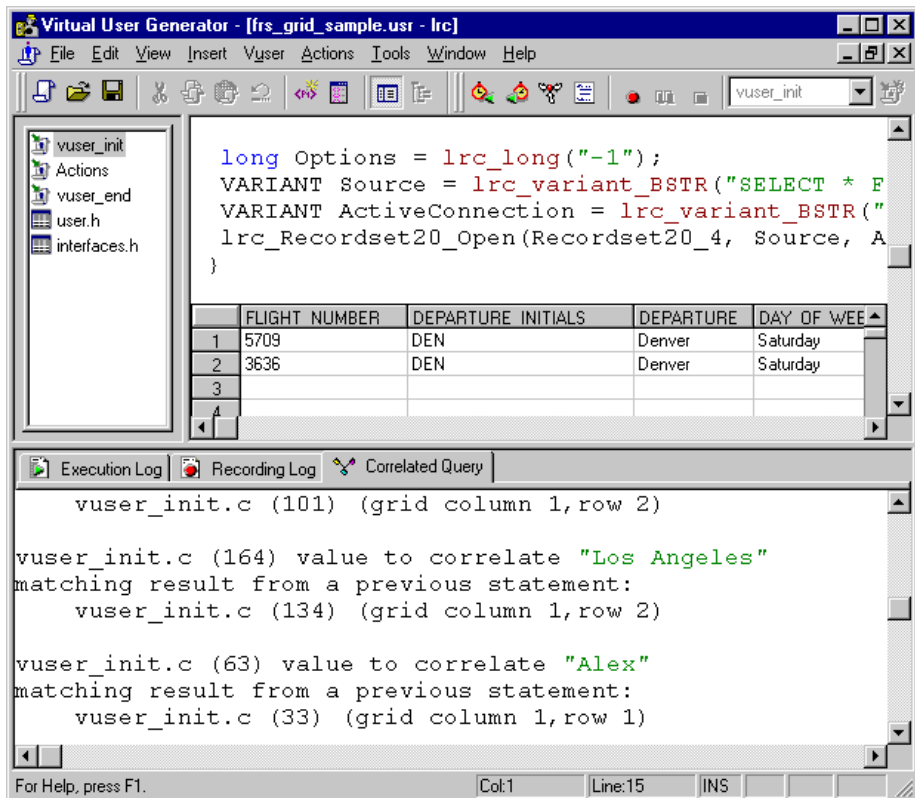 Virtual User Generator - [frs_grid_sample.usr - lrc]
File Edit View Insert Vuser Actions Tools Window Help
vuser_init
vuser_init
Actions
vuser_end
user.h
interfaces.h
long Options = lrc_long("-1");
VARIANT Source = lrc_variant_BSTR("SELECT * F
VARIANT ActiveConnection = lrc_variant_BSTR("
lrc_Recordset20_Open(Recordset20_4, Source, A
}
FLIGHT NUMBER DEPARTURE INITIALS DEPARTURE DAY OF WEE
1 5709 DEN Denver Saturday
2 3636 DEN Denver Saturday
3
4
Execution Log Recording Log Correlated Query
vuser_init.c (101) (grid column 1,row 2)
vuser_init.c (164) value to correlate "Los Angeles"
matching result from a previous statement:
vuser_init.c (134) (grid column 1,row 2)
vuser_init.c (63) value to correlate "Alex"
matching result from a previous statement:
vuser_init.c (33) (grid column 1,row 1)
For Help, press F1. Col:1 Line:15 INS